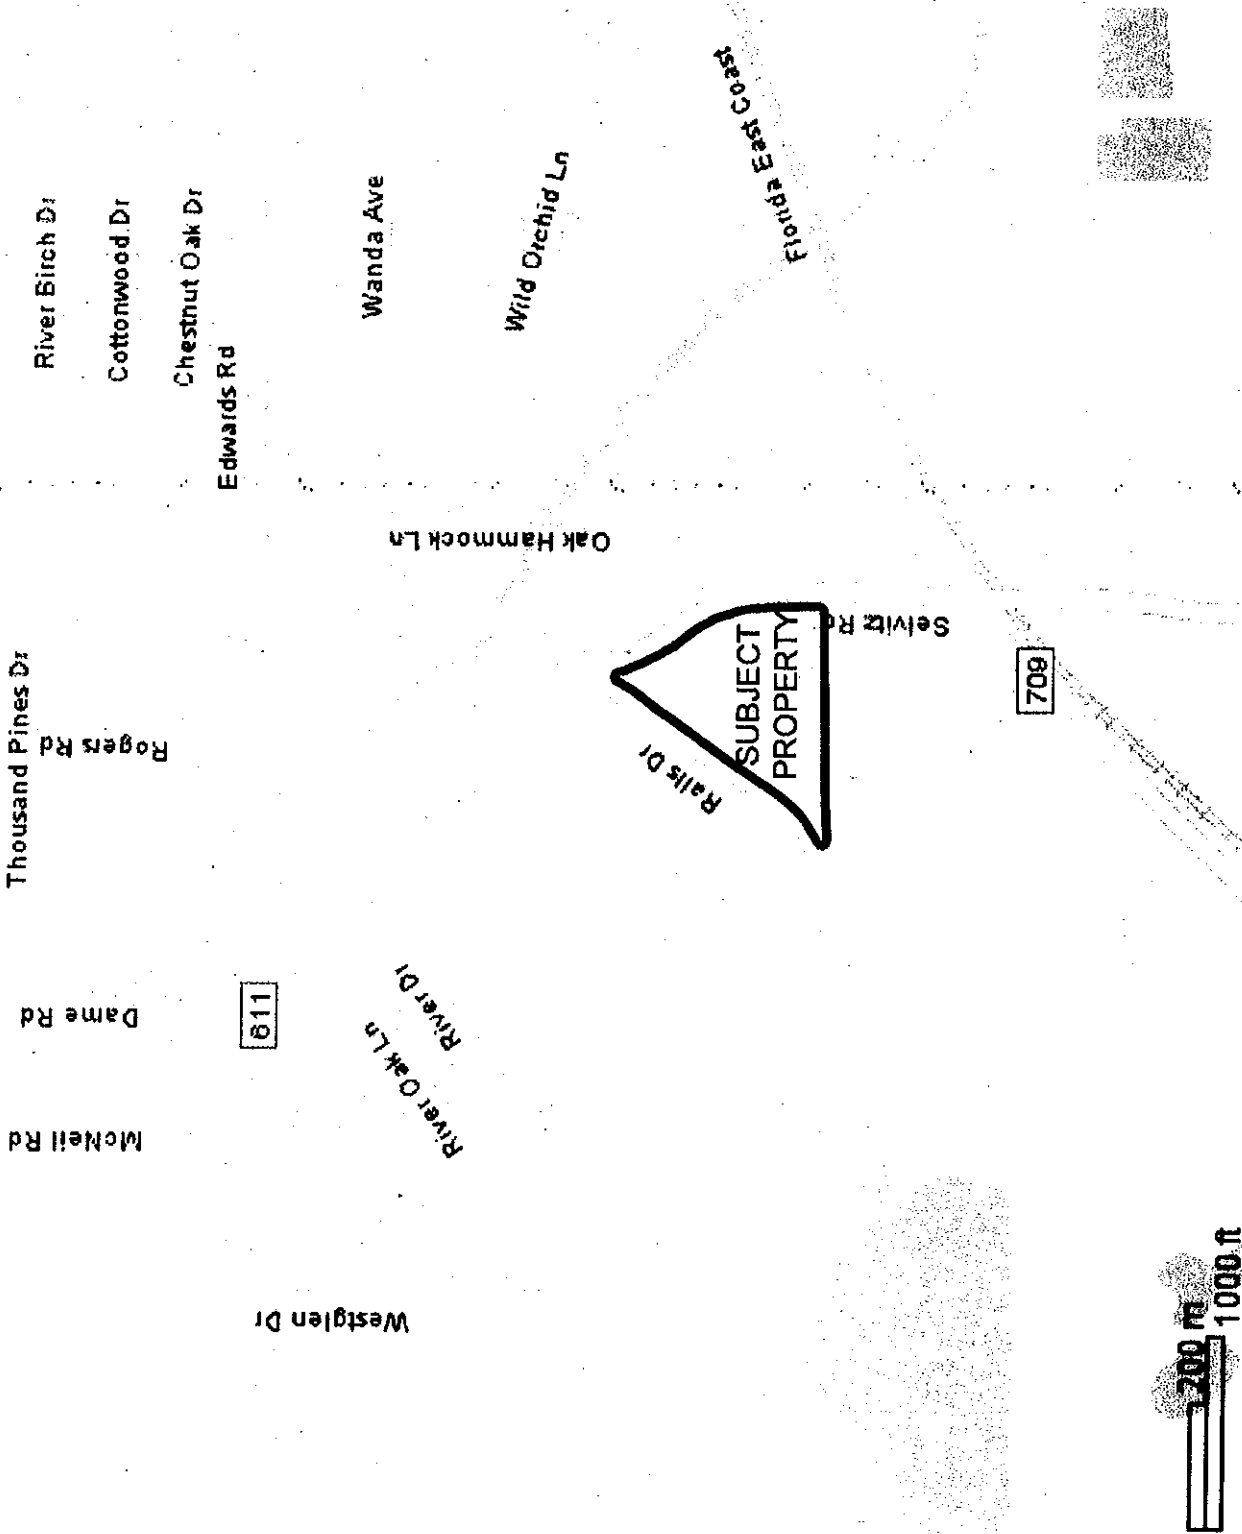 River Birch Dr
Cottonwood Dr
Chestnut Oak Dr
Edwards Rd
Wanda Ave
Wild Orchid Ln
Florida East Coast
Thousand Pines Dr
Rogers Rd
Oak Hammock Ln
Selvitz Rd
SUBJECT
PROPERTY
Ralls Dr
709
Dame Rd
611
River Dr
River Oak Ln
McNeil Rd
Westglen Dr
200 m
1000 ft